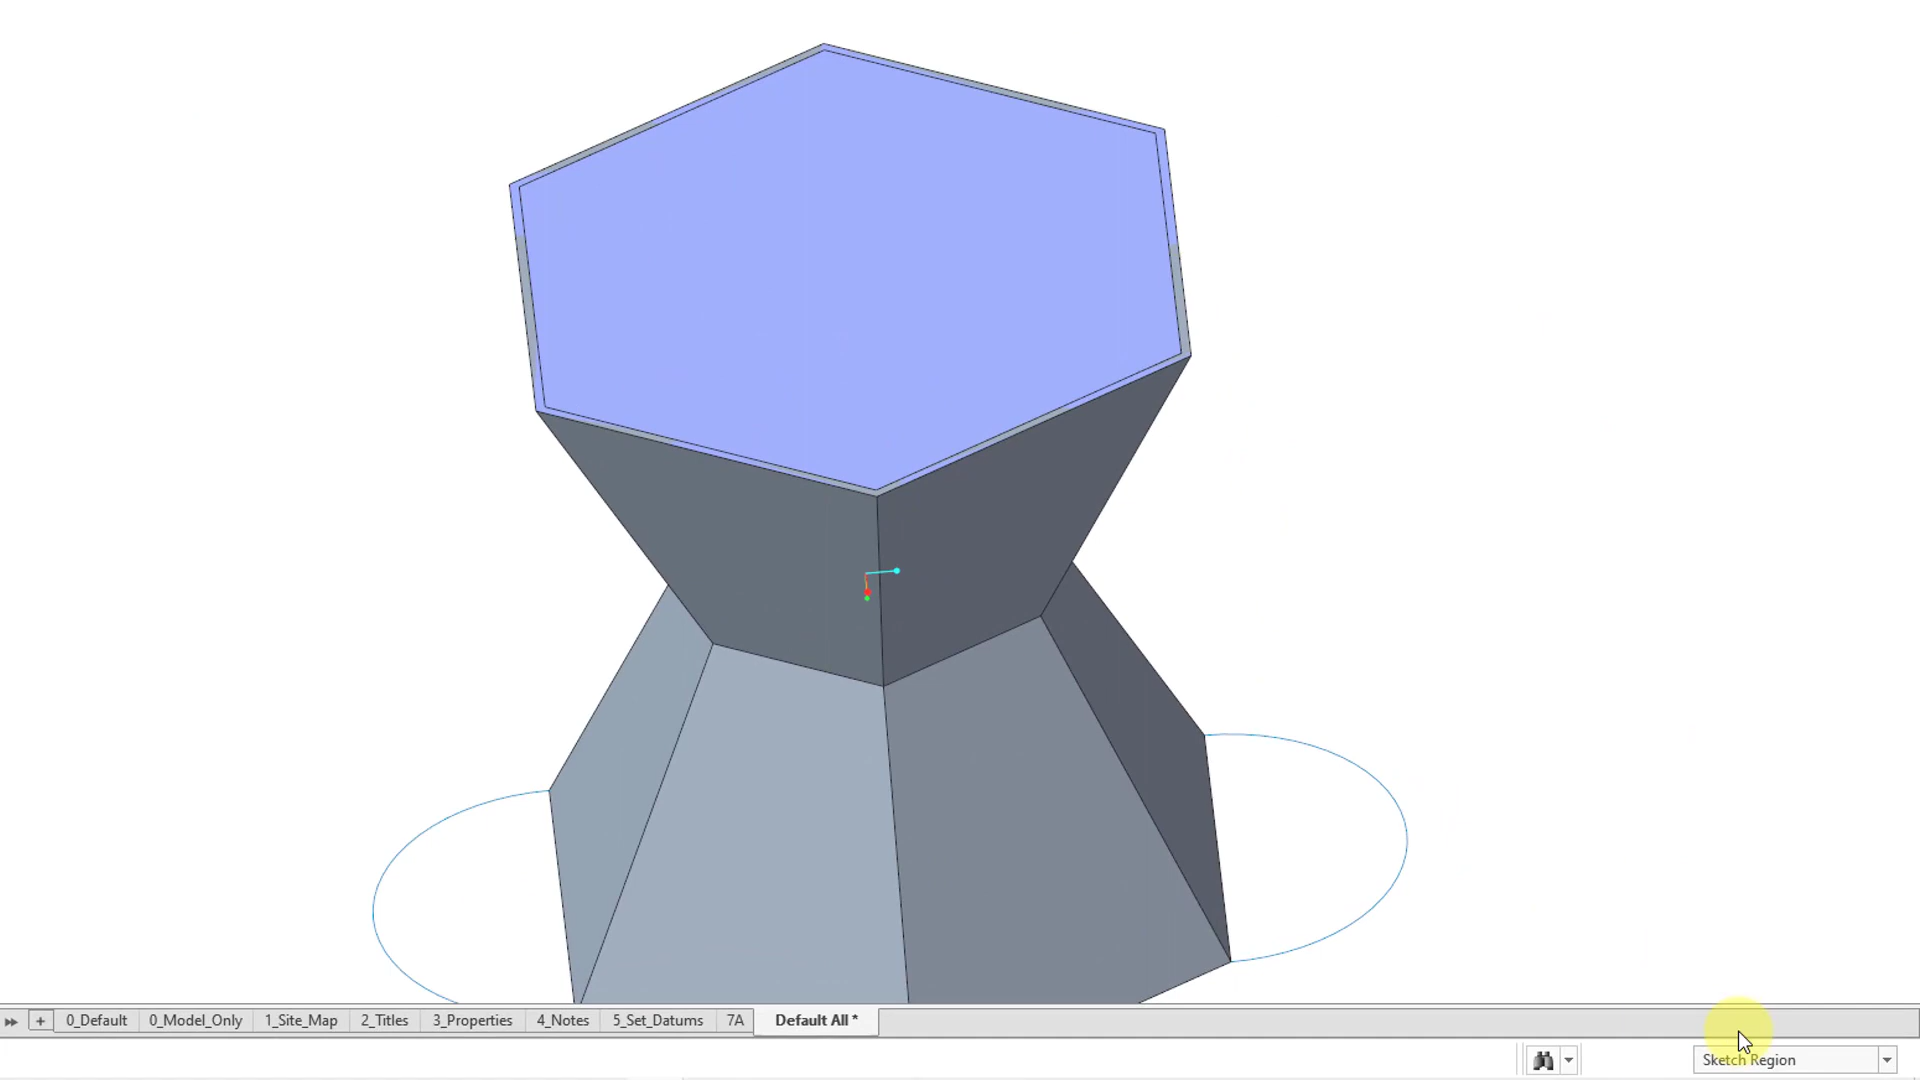 0_Default 0_Model_Only 1_Site_Map 2_Titles 3_Properties 4_Notes 5_Set_Datums 7A Default All *
Sketch Region